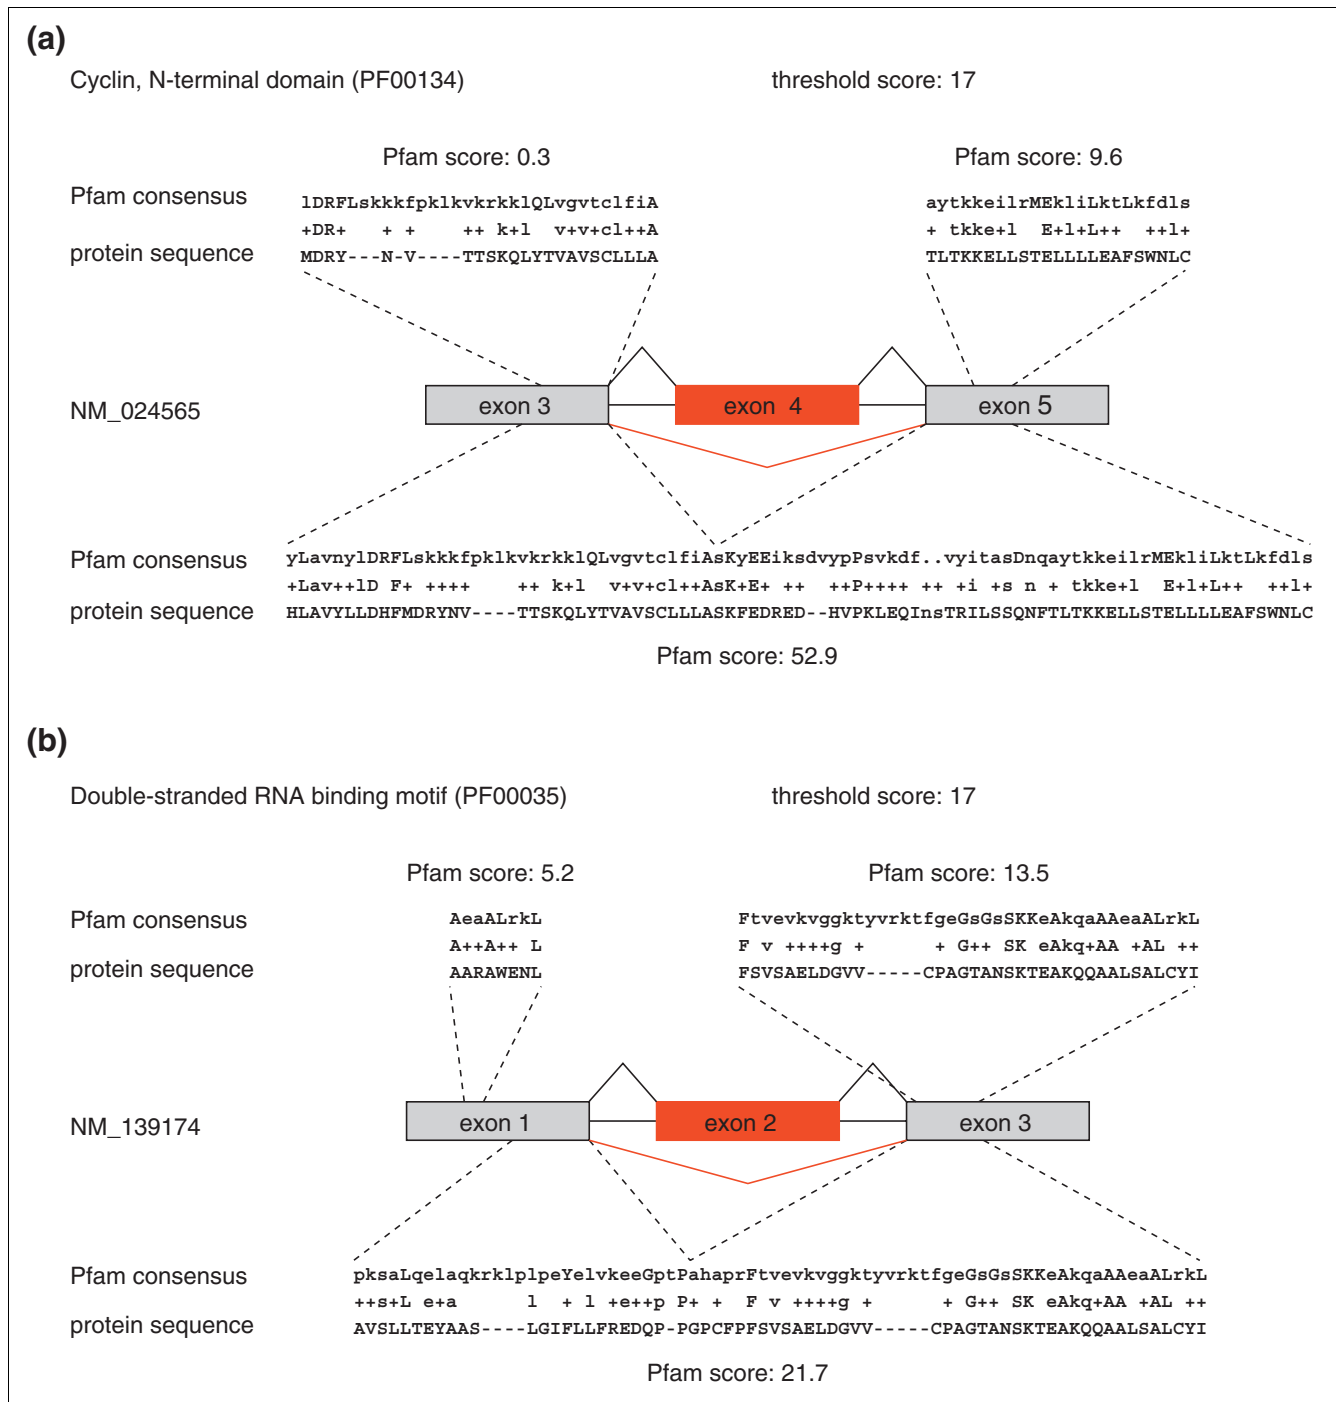 (a)
Cyclin, N-terminal domain (PF00134) threshold score: 17
Pfam score: 0.3 Pfam score: 9.6
Pfam consensus lDRFLskkkfpklkvkrkklQLvgvtclfiA aytkkeilrMEkliLktLkfdls
+DR+   + +    ++ k+l  v+v+cl++A + tkke+l  E+l+L++  ++l+
protein sequence MDRY---N-V----TTSKQLYTVAVSCLLLA TLTKKELLSTELLLLEAFSWNLC
NM_024565 exon 3 exon 4 exon 5
Pfam consensus yLavnylDRFLskkkfpklkvkrkklQLvgvtclfiAsKyEEiksdvypPsvkdf..vyitasDnqaytkkeilrMEkliLktLkfdls
+Lav++lD F+ ++++    ++ k+l  v+v+cl++AsK+E+ ++  ++P++++ ++ +i +s n + tkke+l  E+l+L++  ++l+
protein sequence HLAVYLLDHFMDRYNV----TTSKQLYTVAVSCLLLASKFEDRED--HVPKLEQInsTRILSSQNFTLTKKELLSTELLLLEAFSWNLC
Pfam score: 52.9
(b)
Double-stranded RNA binding motif (PF00035) threshold score: 17
Pfam score: 5.2 Pfam score: 13.5
Pfam consensus AeaALrkL FtvevkvggktyvrktfgeGsGsSKKeAkqaAAeaALrkL
A++A++ L F v ++++g +      + G++ SK eAkq+AA +AL ++
protein sequence AARAWENL FSVSAELDGVV-----CPAGTANSKTEAKQQAALSALCYI
NM_139174 exon 1 exon 2 exon 3
Pfam consensus pksaLqelaqkrklplpeYelvkeeGptPahaprFtvevkvggktyvrktfgeGsGsSKKeAkqaAAeaALrkL
++s+L e+a      l  + l +e++p P+ +  F v ++++g +      + G++ SK eAkq+AA +AL ++
protein sequence AVSLLTEYAAS----LGIFLLFREDQP-PGPCFPFSVSAELDGVV-----CPAGTANSKTEAKQQAALSALCYI
Pfam score: 21.7